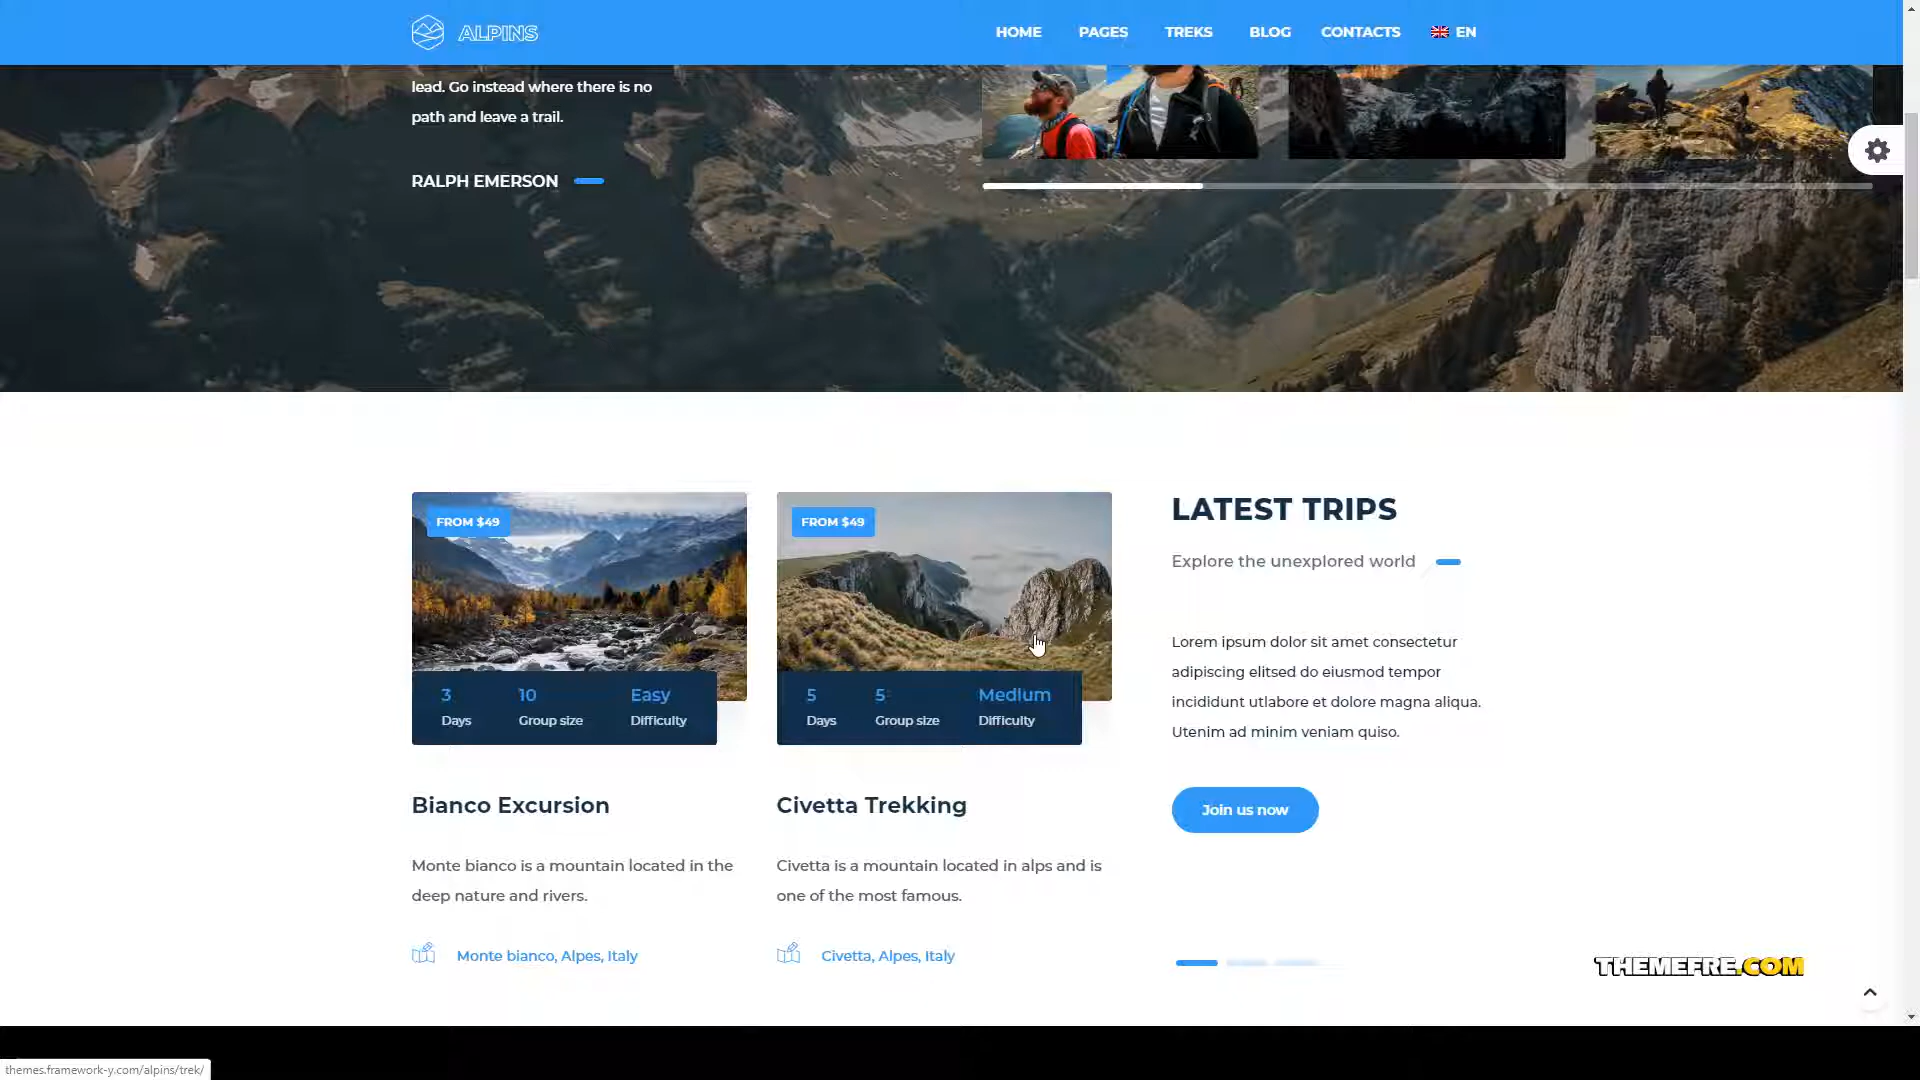 ALPINS
HOME PAGES TREKS BLOG CONTACTS EN
lead. Go instead where there is no
path and leave a trail.
RALPH EMERSON
FROM $49
3 10 Easy
Days Group size Difficulty
Bianco Excursion
Monte bianco is a mountain located in the
deep nature and rivers.
Monte bianco, Alpes, Italy
FROM $49
5 5 Medium
Days Group size Difficulty
Civetta Trekking
Civetta is a mountain located in alps and is
one of the most famous.
Civetta, Alpes, Italy
LATEST TRIPS
Explore the unexplored world
Lorem ipsum dolor sit amet consectetur
adipiscing elitsed do eiusmod tempor
incididunt utlabore et dolore magna aliqua.
Utenim ad minim veniam quiso.
Join us now
THEMEFRE.COM
themes.framework-y.com/alpins/trek/